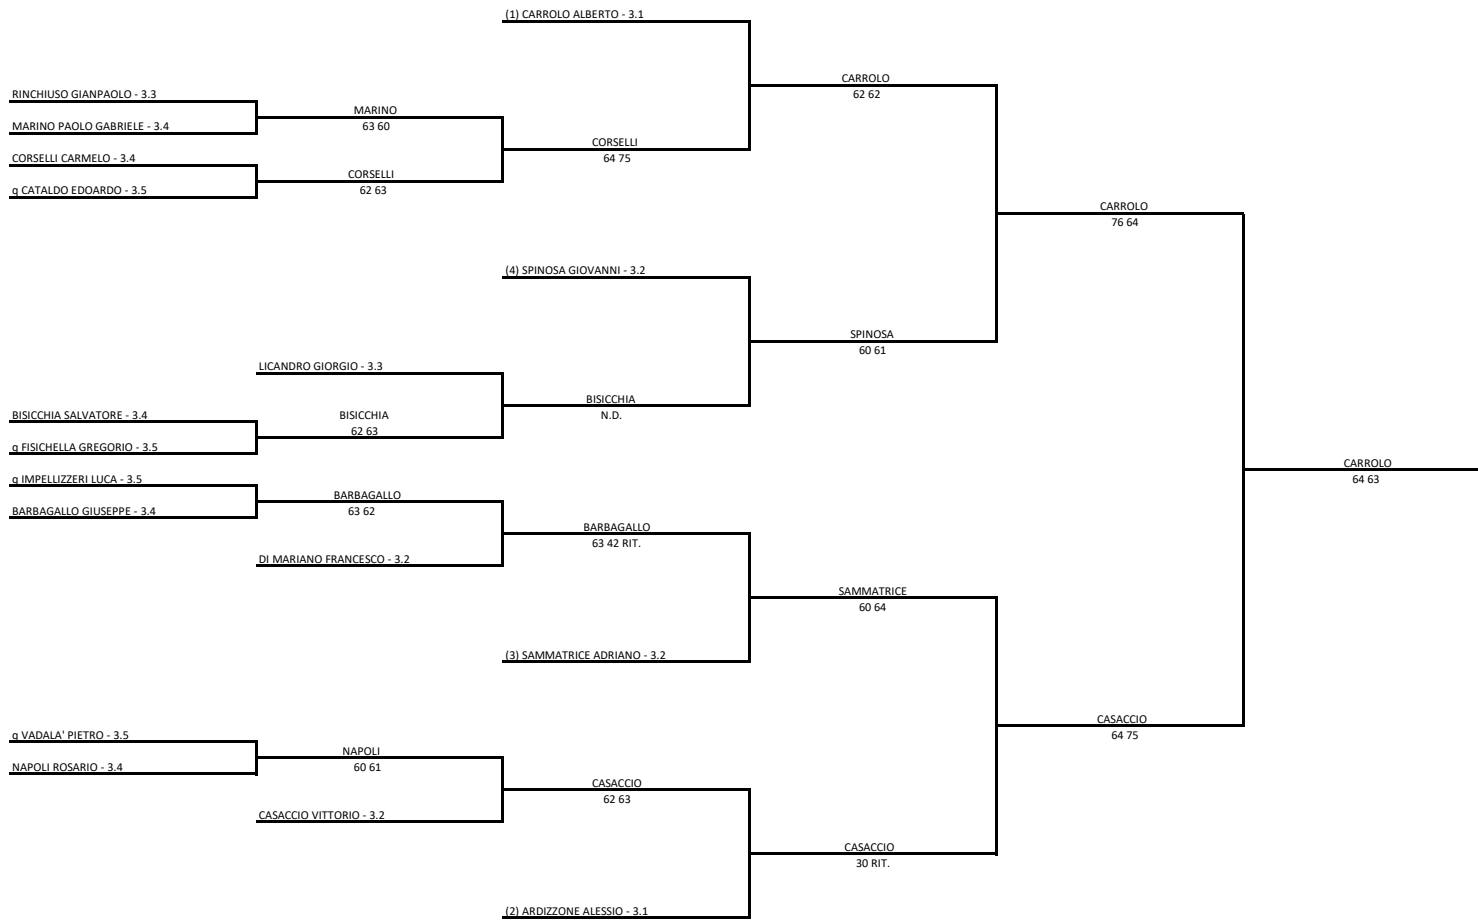 (1) CARROLO ALBERTO - 3.1
CARROLO
62 62
RINCHIUSO GIANPAOLO - 3.3
MARINO
63 60
MARINO PAOLO GABRIELE - 3.4
CORSELLI
64 75
CORSELLI CARMELO - 3.4
CORSELLI
62 63
q CATALDO EDOARDO - 3.5
CARROLO
76 64
(4) SPINOSA GIOVANNI - 3.2
SPINOSA
60 61
LICANDRO GIORGIO - 3.3
BISICCHIA
N.D.
BISICCHIA SALVATORE - 3.4
BISICCHIA
62 63
q FISICHELLA GREGORIO - 3.5
CARROLO
64 63
q IMPELLIZZERI LUCA - 3.5
BARBAGALLO
63 62
BARBAGALLO GIUSEPPE - 3.4
BARBAGALLO
63 42 RIT.
DI MARIANO FRANCESCO - 3.2
SAMMATRICE
60 64
(3) SAMMATRICE ADRIANO - 3.2
CASACCIO
64 75
q VADALA' PIETRO - 3.5
NAPOLI
60 61
NAPOLI ROSARIO - 3.4
CASACCIO
62 63
CASACCIO VITTORIO - 3.2
CASACCIO
30 RIT.
(2) ARDIZZONE ALESSIO - 3.1